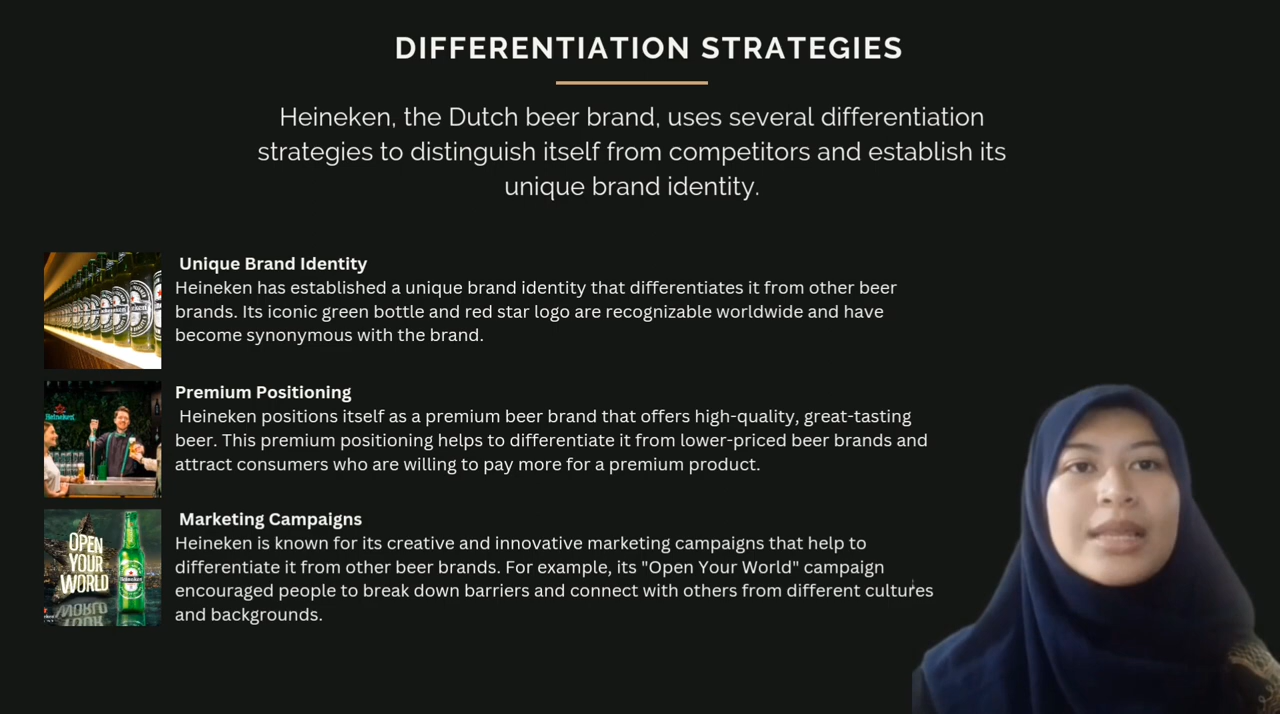 DIFFERENTIATION STRATEGIES
Heineken, the Dutch beer brand, uses several differentiation
strategies to distinguish itself from competitors and establish its
unique brand identity.
Unique Brand Identity
Heineken has established a unique brand identity that differentiates it from other beer
brands. Its iconic green bottle and red star logo are recognizable worldwide and have
become synonymous with the brand.
Premium Positioning
Heineken positions itself as a premium beer brand that offers high-quality, great-tasting
beer. This premium positioning helps to differentiate it from lower-priced beer brands and
attract consumers who are willing to pay more for a premium product.
Heineken
Marketing Campaigns
Heineken is known for its creative and innovative marketing campaigns that help to
differentiate it from other beer brands. For example, its "Open Your World" campaign
encouraged people to break down barriers and connect with others from different cultures
and backgrounds.
OPEN
YOUR
WORLD